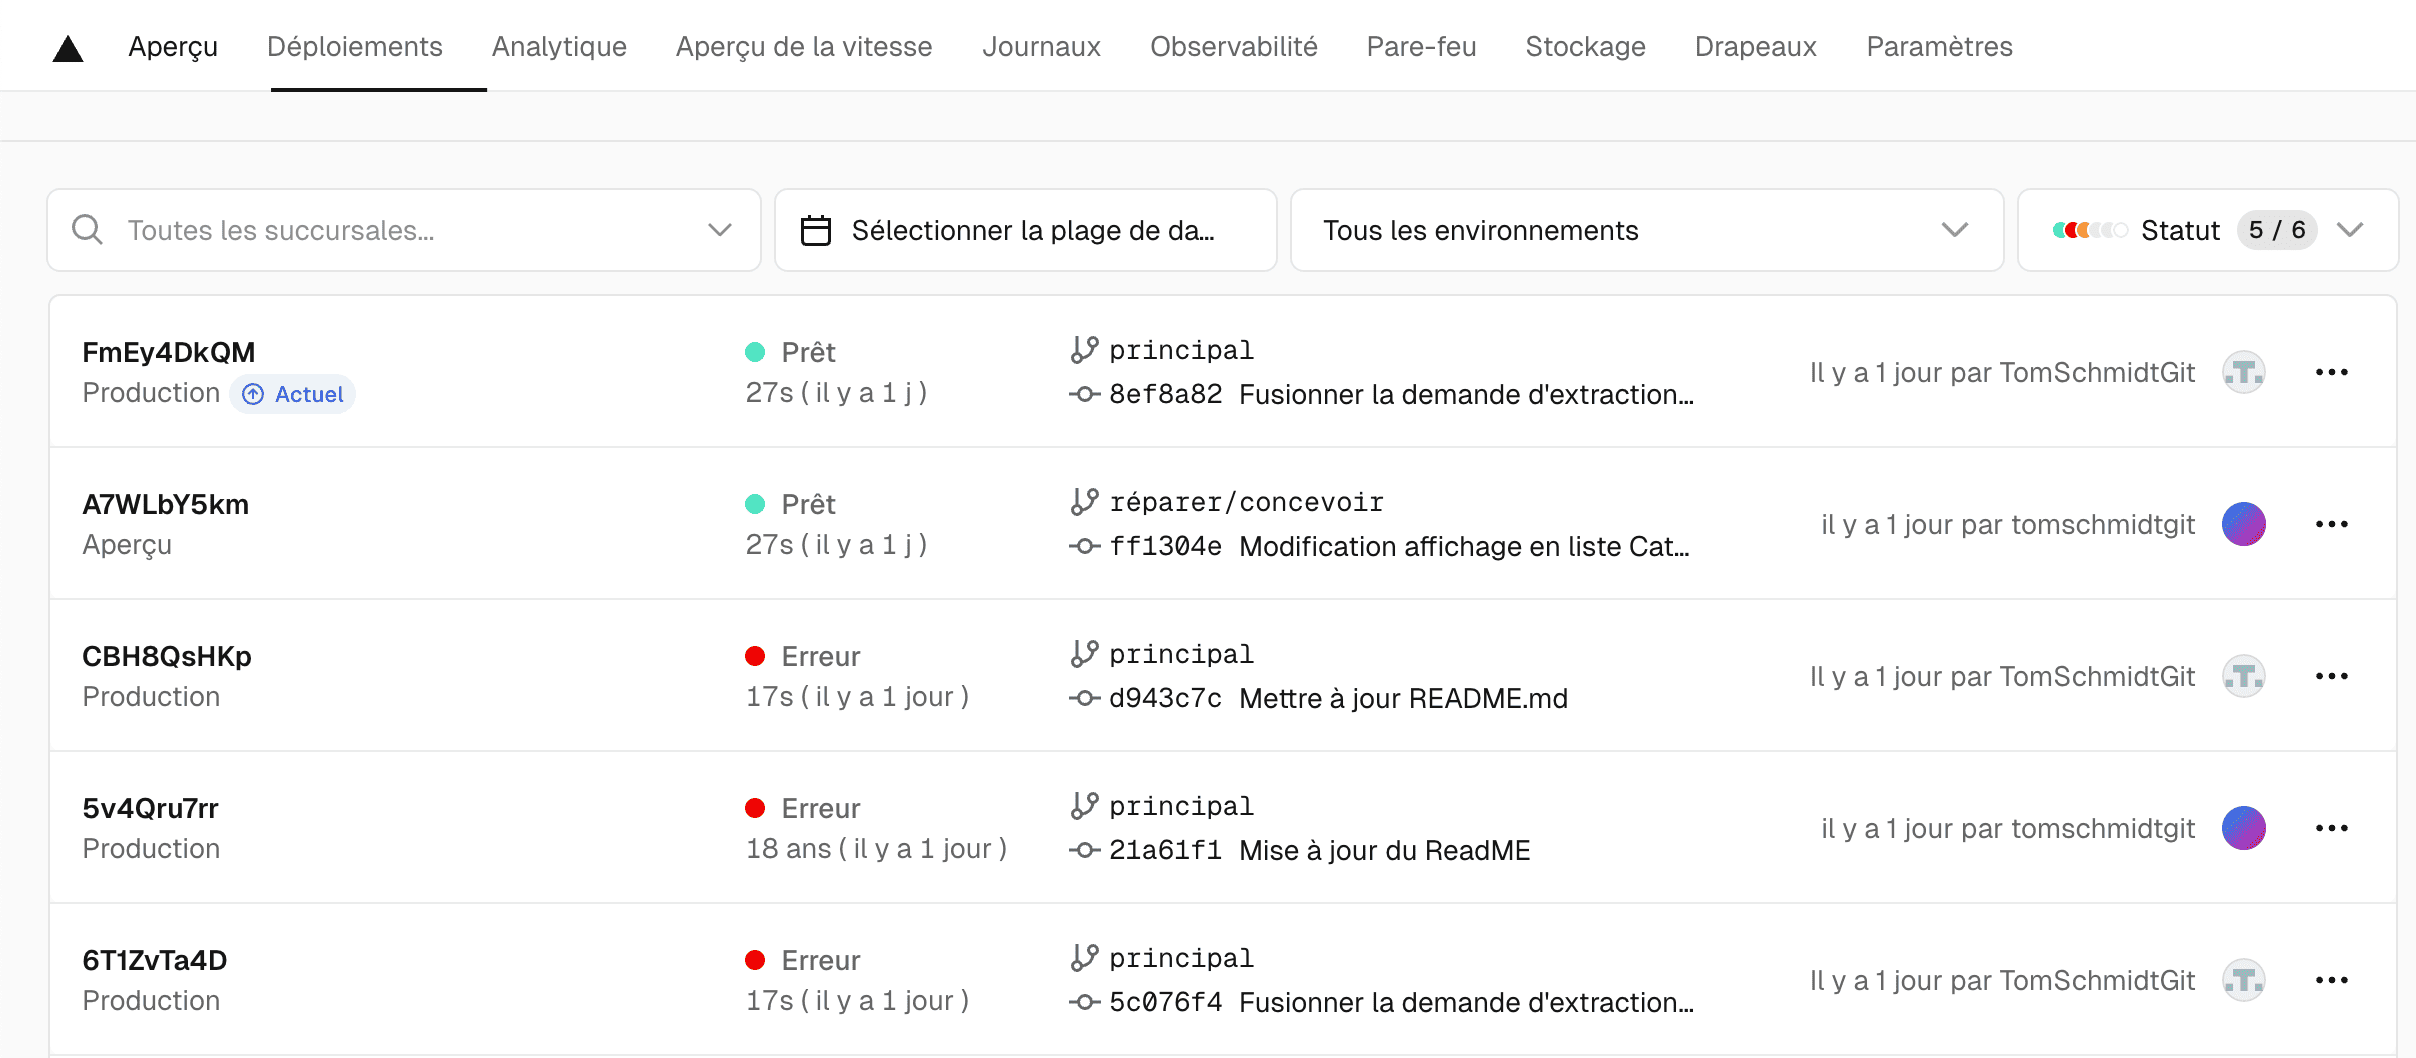 Aperçu Déploiements Analytique Aperçu de la vitesse Journaux Observabilité Pare-feu Stockage Drapeaux Paramètres
Toutes les succursales... Sélectionner la plage de da... Tous les environnements Statut 5 / 6
FmEy4DkQM Prêt principal
Production Actuel 27s ( il y a 1 j ) 8ef8a82 Fusionner la demande d'extraction... Il y a 1 jour par TomSchmidtGit
A7WLbY5km Prêt réparer/concevoir
Aperçu 27s ( il y a 1 j ) ff1304e Modification affichage en liste Cat... il y a 1 jour par tomschmidtgit
CBH8QsHKp Erreur principal
Production 17s ( il y a 1 jour ) d943c7c Mettre à jour README.md Il y a 1 jour par TomSchmidtGit
5v4Qru7rr Erreur principal
Production 18 ans ( il y a 1 jour ) 21a61f1 Mise à jour du ReadME il y a 1 jour par tomschmidtgit
6T1ZvTa4D Erreur principal
Production 17s ( il y a 1 jour ) 5c076f4 Fusionner la demande d'extraction... Il y a 1 jour par TomSchmidtGit